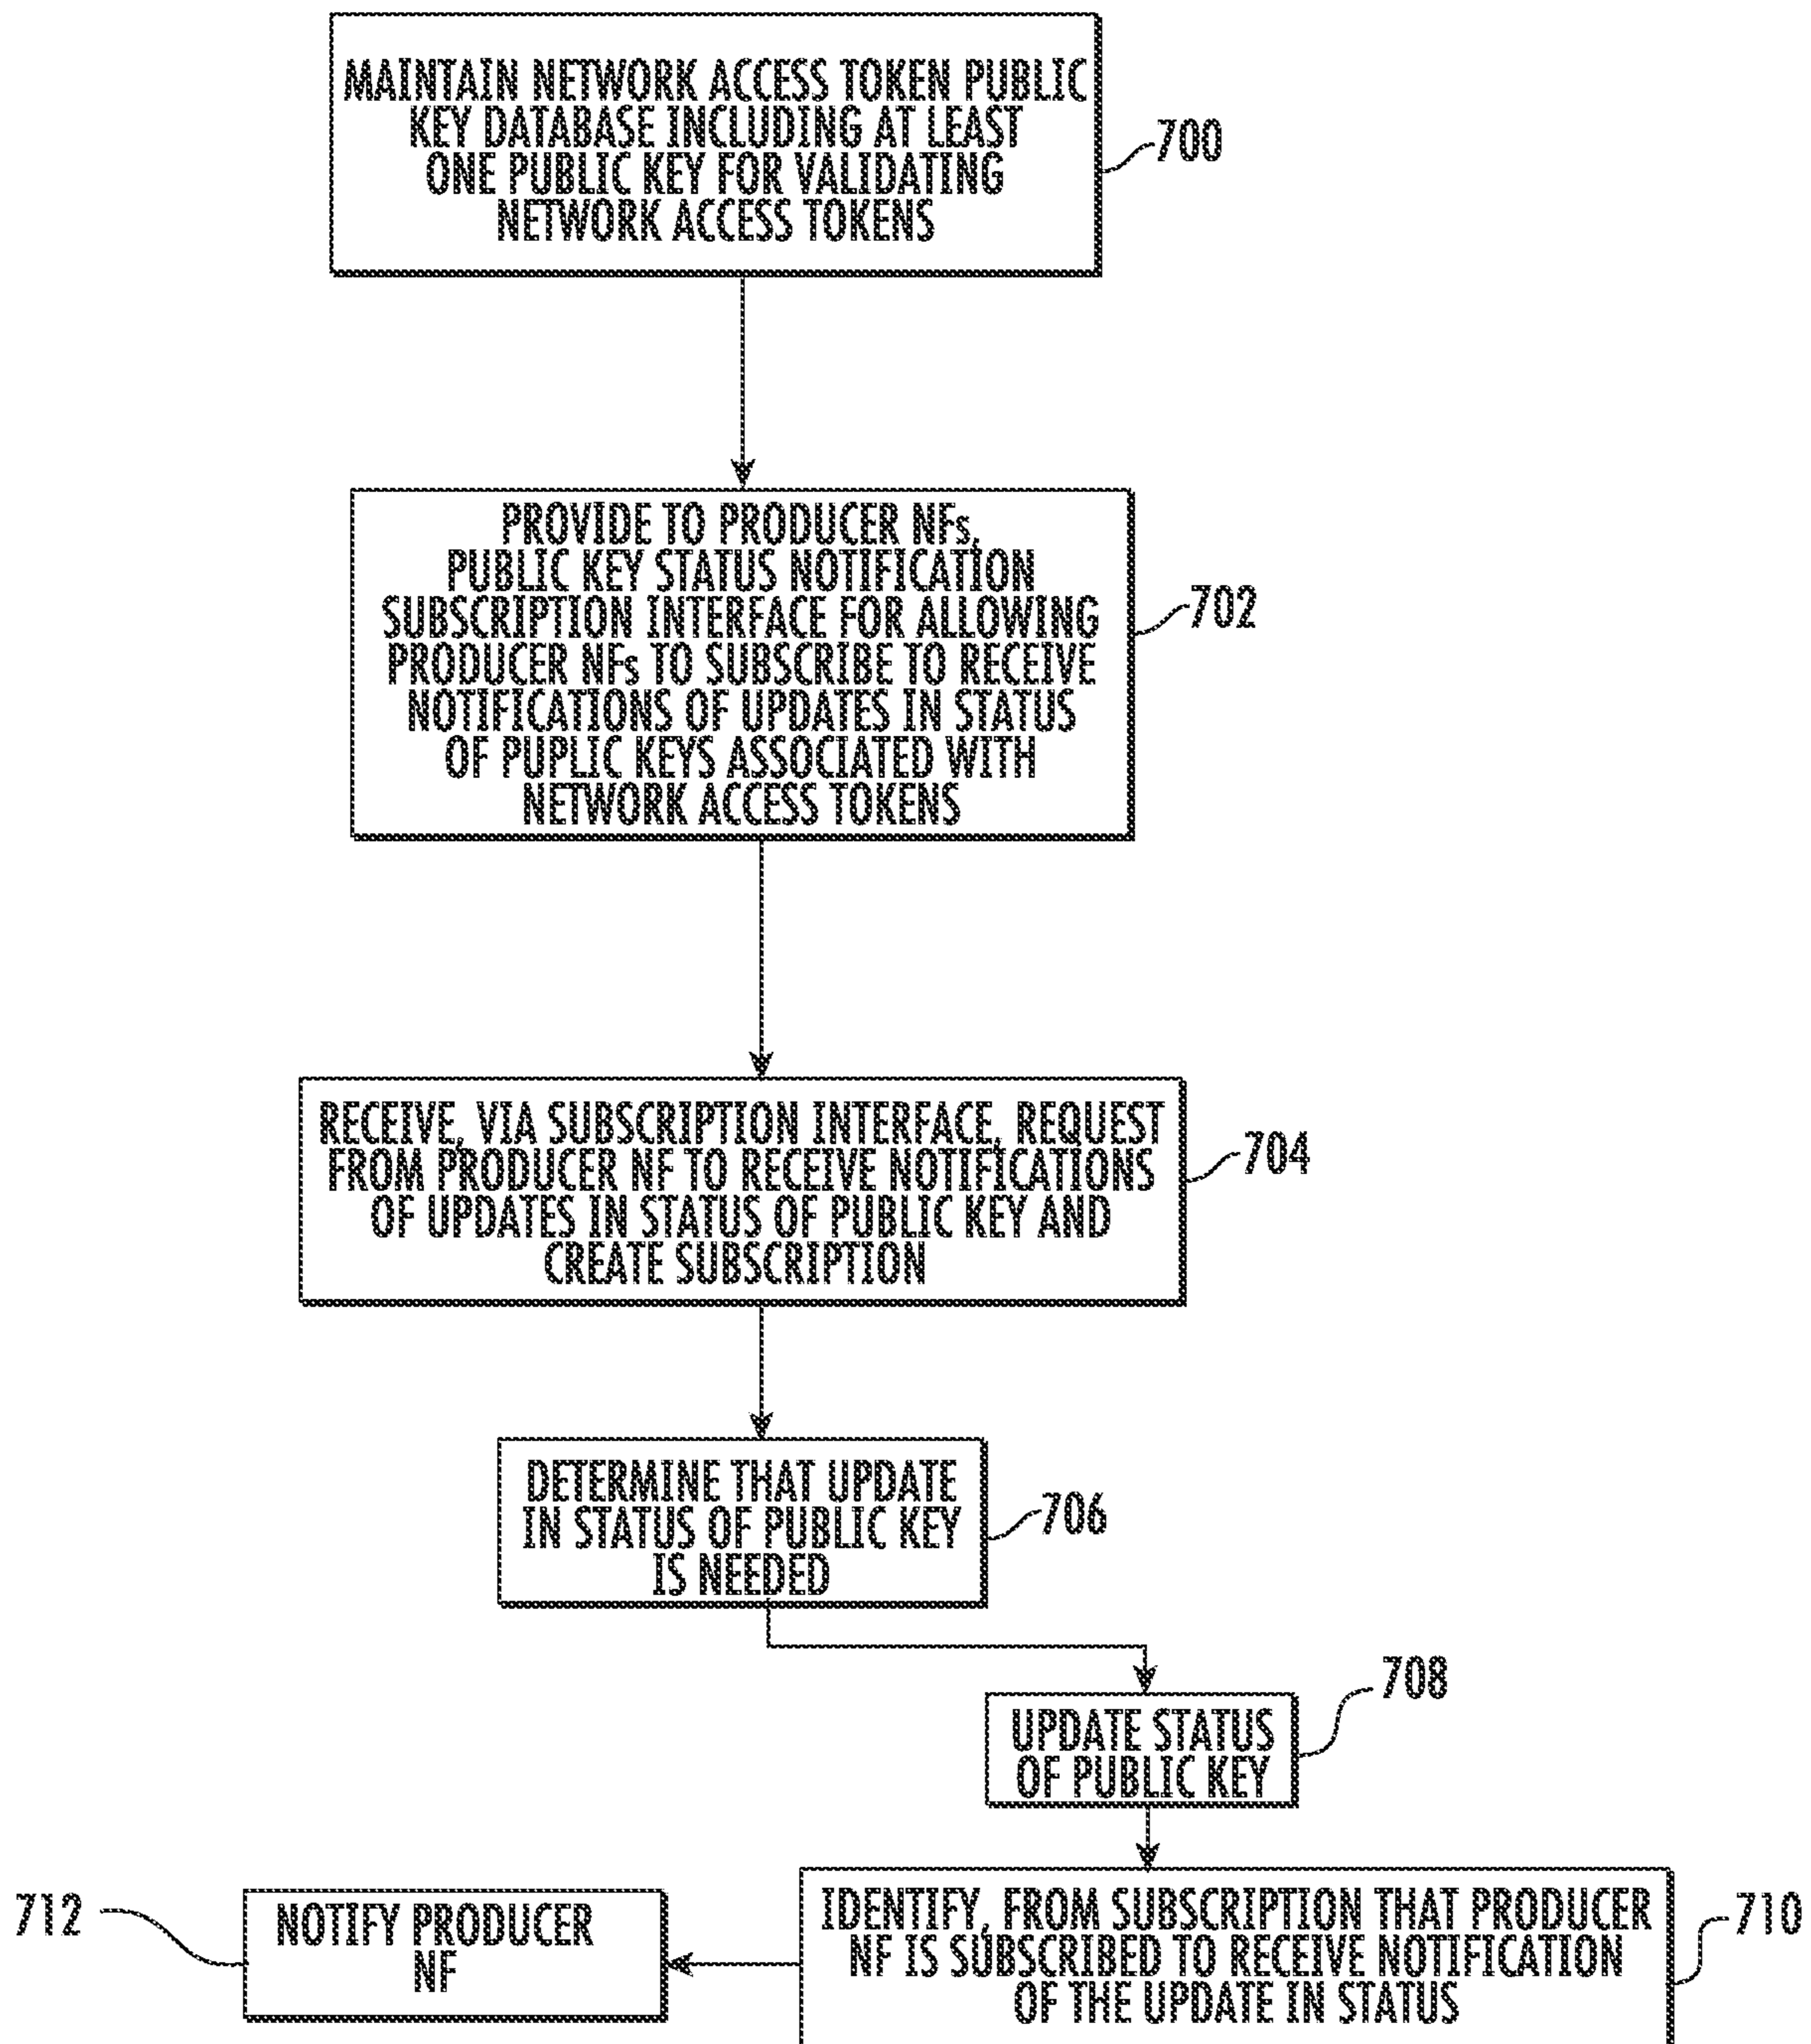 MAINTAIN NETWORK ACCESS TOKEN PUBLIC
KEY DATABASE INCLUDING AT LEAST
ONE PUBLIC KEY FOR VALIDATING
NETWORK ACCESS TOKENS
700
PROVIDE TO PRODUCER NFs,
PUBLIC KEY STATUS NOTIFICATION
SUBSCRIPTION INTERFACE FOR ALLOWING
PRODUCER NFs TO SUBSCRIBE TO RECEIVE
NOTIFICATIONS OF UPDATES IN STATUS
OF PUPLIC KEYS ASSOCIATED WITH
NETWORK ACCESS TOKENS
702
RECEIVE, VIA SUBSCRIPTION INTERFACE, REQUEST
FROM PRODUCER NF TO RECEIVE NOTIFICATIONS
OF UPDATES IN STATUS OF PUBLIC KEY AND
CREATE SUBSCRIPTION
704
DETERMINE THAT UPDATE
IN STATUS OF PUBLIC KEY
IS NEEDED
706
UPDATE STATUS
OF PUBLIC KEY
708
IDENTIFY, FROM SUBSCRIPTION THAT PRODUCER
NF IS SUBSCRIBED TO RECEIVE NOTIFICATION
OF THE UPDATE IN STATUS
710
NOTIFY PRODUCER
NF
712